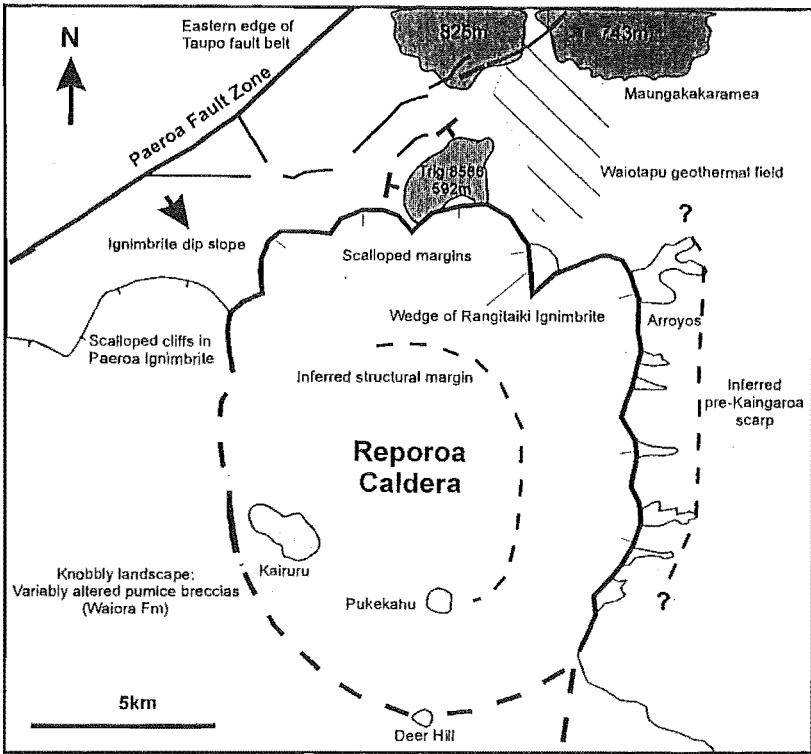 Eastern edge of
Taupo fault belt
N
825m
743m
Maungakakaramea
Paeroa Fault Zone
Trig 8566
592m
Waiotapu geothermal field
?
Ignimbrite dip slope
Scalloped margins
Wedge of Rangitaiki Ignimbrite
Arroyos
Scalloped cliffs in
Paeroa Ignimbrite
Inferred structural margin
Inferred
pre-Kaingaroa
scarp
Reporoa
Caldera
Kairuru
Knobbly landscape:
Variably altered pumice breccias
(Waiora Fm)
Pukekahu
?
5km
Deer Hill